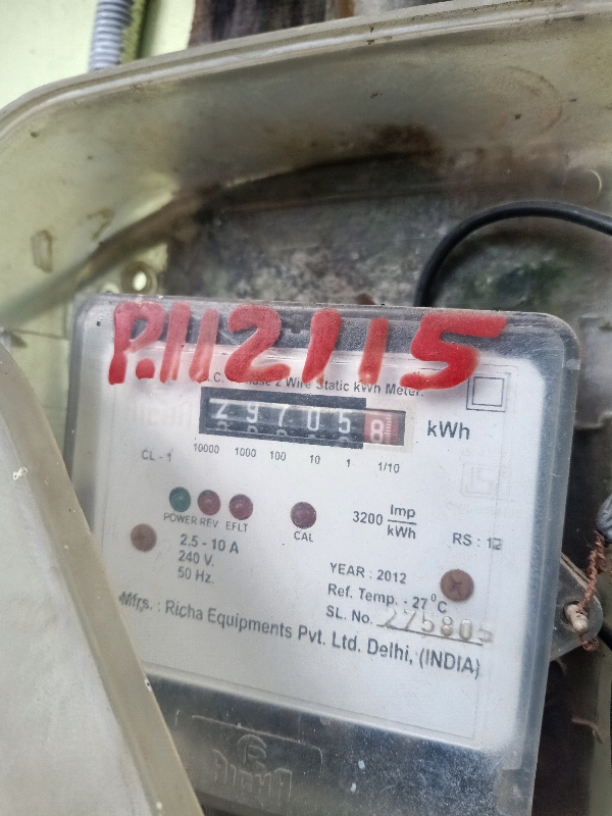 P.112115
2 Wire Static kWh Meter.
29705 8 kWh
CL - 1 10000 1000 100 10 1 1/10
POWER REV EFLT
CAL
3200 Imp/kWh
RS : 12
2.5 - 10 A
240 V.
50 Hz.
YEAR : 2012
Ref. Temp. - 27°C
SL. No. 275805
Mfrs. : Richa Equipments Pvt. Ltd. Delhi, (INDIA)